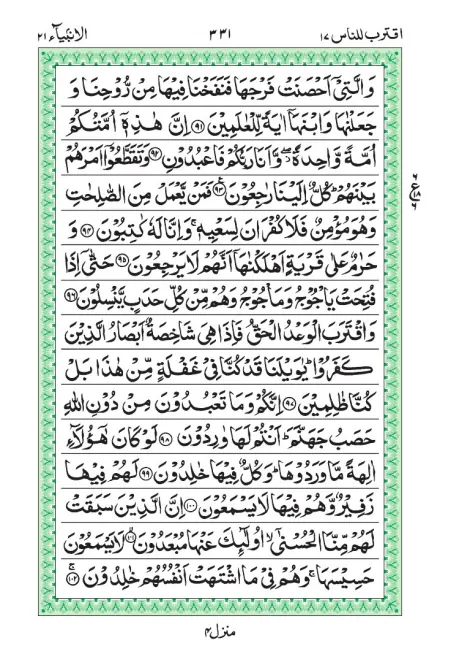 اقترب للناس ١٧
٣٣١
الانبيآء ٢١
وَالَّتِىْۤ اَحْصَنَتْ فَرْجَهَا فَنَفَخْنَا فِيْهَا مِنْ رُّوْحِنَا وَ
جَعَلْنٰهَا وَابْنَهَاۤ اٰيَةً لِّلْعٰلَمِيْنَ ﴿٩١﴾ اِنَّ هٰذِهٖۤ اُمَّتُكُمْ
اُمَّةً وَّاحِدَةً ۖ وَّاَنَا رَبُّكُمْ فَاعْبُدُوْنِ ﴿٩٢﴾ وَتَقَطَّعُوْۤا اَمْرَهُمْ
بَيْنَهُمْ ؕ كُلٌّ اِلَيْنَا رٰجِعُوْنَ ﴿٩٣﴾ فَمَنْ يَّعْمَلْ مِنَ الصّٰلِحٰتِ
وَهُوَ مُؤْمِنٌ فَلَا كُفْرَانَ لِسَعْيِهٖ ۚ وَاِنَّا لَهٗ كٰتِبُوْنَ ﴿٩٤﴾ وَ
حَرٰمٌ عَلٰى قَرْيَةٍ اَهْلَكْنٰهَاۤ اَنَّهُمْ لَا يَرْجِعُوْنَ ﴿٩٥﴾ حَتّٰۤى اِذَا
فُتِحَتْ يَاْجُوْجُ وَمَاْجُوْجُ وَهُمْ مِّنْ كُلِّ حَدَبٍ يَّنْسِلُوْنَ ﴿٩٦﴾
وَاقْتَرَبَ الْوَعْدُ الْحَقُّ فَاِذَا هِىَ شَاخِصَةٌ اَبْصَارُ الَّذِيْنَ
كَفَرُوْا ؕ يٰوَيْلَنَا قَدْ كُنَّا فِىْ غَفْلَةٍ مِّنْ هٰذَا بَلْ
كُنَّا ظٰلِمِيْنَ ﴿٩٧﴾ اِنَّكُمْ وَمَا تَعْبُدُوْنَ مِنْ دُوْنِ اللّٰهِ
حَصَبُ جَهَنَّمَ ؕ اَنْتُمْ لَهَا وٰرِدُوْنَ ﴿٩٨﴾ لَوْ كَانَ هٰۤؤُلَآءِ
اٰلِهَةً مَّا وَرَدُوْهَا ؕ وَكُلٌّ فِيْهَا خٰلِدُوْنَ ﴿٩٩﴾ لَهُمْ فِيْهَا
زَفِيْرٌ وَّهُمْ فِيْهَا لَا يَسْمَعُوْنَ ﴿١٠٠﴾ اِنَّ الَّذِيْنَ سَبَقَتْ
لَهُمْ مِّنَّا الْحُسْنٰٓى ۙ اُولٰٓئِكَ عَنْهَا مُبْعَدُوْنَ ﴿١٠١﴾ لَا يَسْمَعُوْنَ
حَسِيْسَهَا ۚ وَهُمْ فِىْ مَا اشْتَهَتْ اَنْفُسُهُمْ خٰلِدُوْنَ ﴿١٠٢﴾
منزل ٤